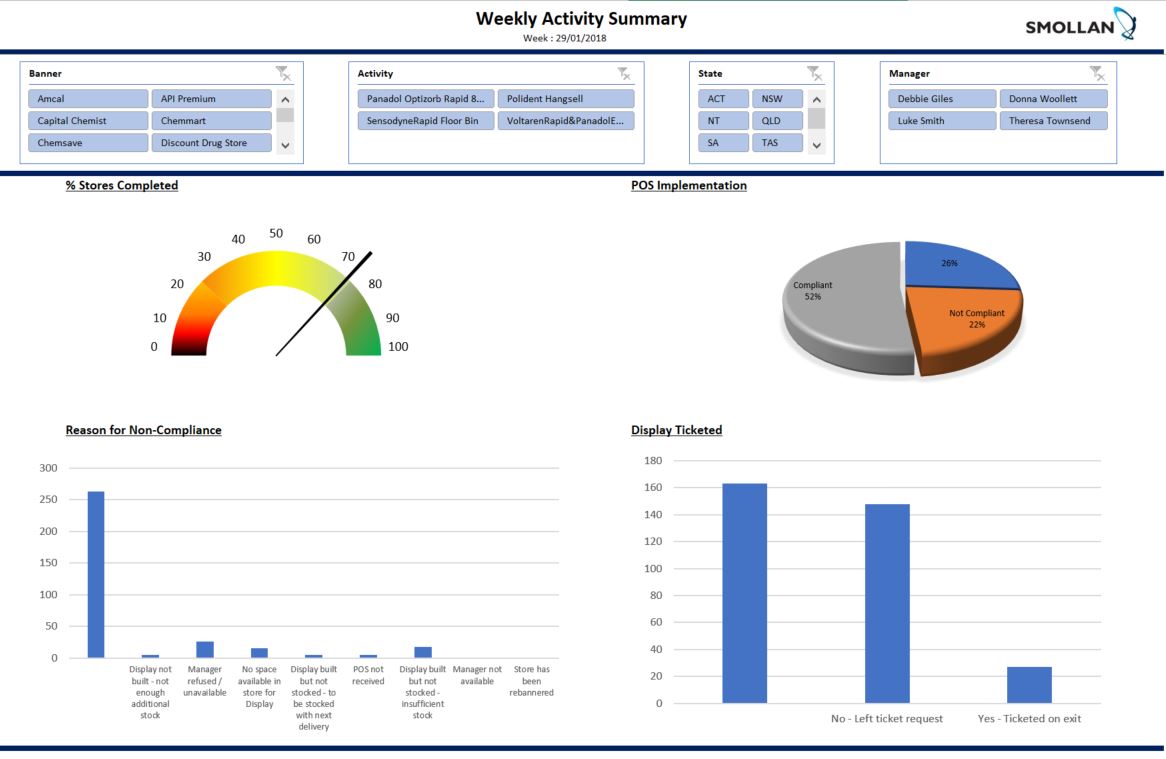 Weekly Activity Summary
Week : 29/01/2018
SMOLLAN
Banner
Amcal
API Premium
Capital Chemist
Chemmart
Chemsave
Discount Drug Store
Activity
Panadol Optizorb Rapid 8...
Polident Hangsell
SensodyneRapid Floor Bin
VoltarenRapid&PanadolE...
State
ACT
NSW
NT
QLD
SA
TAS
Manager
Debbie Giles
Donna Woollett
Luke Smith
Theresa Townsend
% Stores Completed
0
10
20
30
40
50
60
70
80
90
100
POS Implementation
26%
Not Compliant
22%
Compliant
52%
Reason for Non-Compliance
300
250
200
150
100
50
0
Display not
built - not
enough
additional
stock
Manager
refused /
unavailable
No space
available in
store for
Display
Display built
but not
stocked - to
be stocked
with next
delivery
POS not
received
Display built
but not
stocked -
insufficient
stock
Manager not
available
Store has
been
rebannered
Display Ticketed
180
160
140
120
100
80
60
40
20
0
No - Left ticket request
Yes - Ticketed on exit